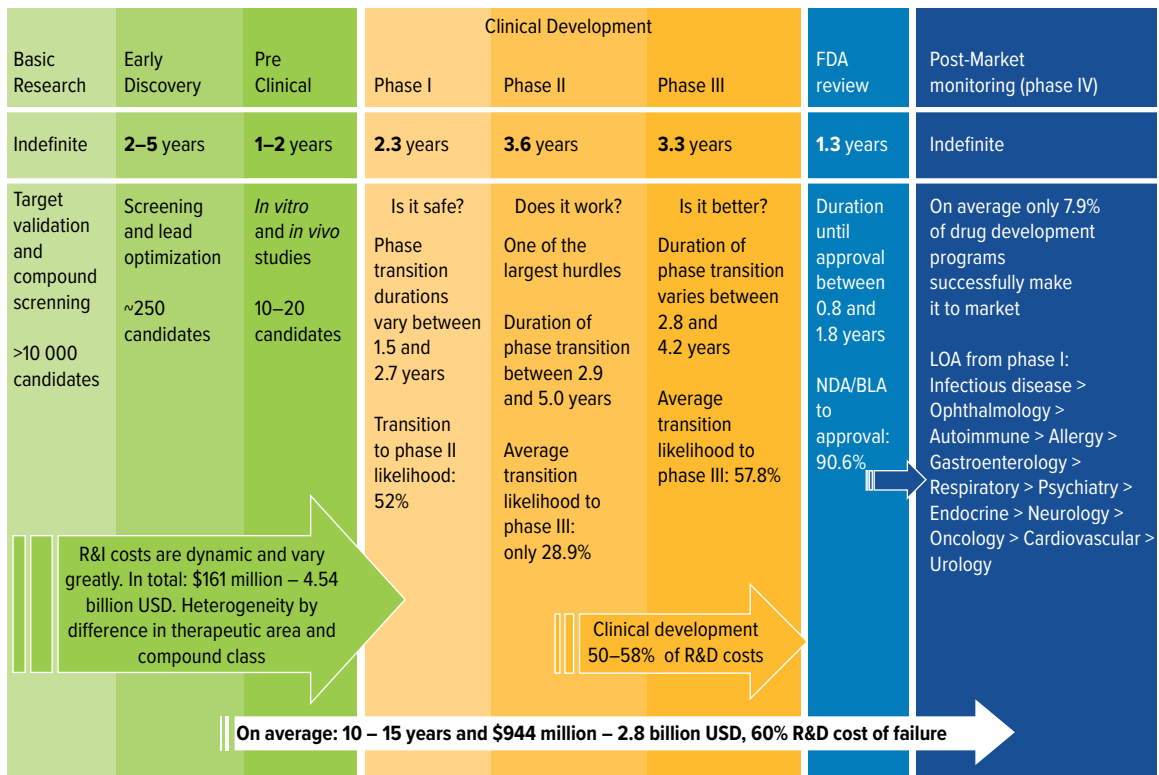 Clinical Development
Basic
Research
Early
Discovery
Pre
Clinical
Phase I
Phase II
Phase III
FDA
review
Post-Market
monitoring (phase IV)
Indefinite
2–5 years
1–2 years
2.3 years
3.6 years
3.3 years
1.3 years
Indefinite
Target
validation
and
compound
screnning
>10 000
candidates
Screening
and lead
optimization
~250
candidates
In vitro
and in vivo
studies
10–20
candidates
Is it safe?
Phase
transition
durations
vary between
1.5 and
2.7 years
Transition
to phase II
likelihood:
52%
Does it work?
One of the
largest hurdles
Duration of
phase transition
between 2.9
and 5.0 years
Average
transition
likelihood to
phase III:
only 28.9%
Is it better?
Duration of
phase transition
varies between
2.8 and
4.2 years
Average
transition
likelihood to
phase III: 57.8%
Duration
until
approval
between
0.8 and
1.8 years
NDA/BLA
to
approval:
90.6%
On average only 7.9%
of drug development
programs
successfully make
it to market
LOA from phase I:
Infectious disease >
Ophthalmology >
Autoimmune > Allergy >
Gastroenterology >
Respiratory > Psychiatry >
Endocrine > Neurology >
Oncology > Cardiovascular >
Urology
R&I costs are dynamic and vary
greatly. In total: $161 million – 4.54
billion USD. Heterogeneity by
difference in therapeutic area and
compound class
Clinical development
50–58% of R&D costs
On average: 10 – 15 years and $944 million – 2.8 billion USD, 60% R&D cost of failure